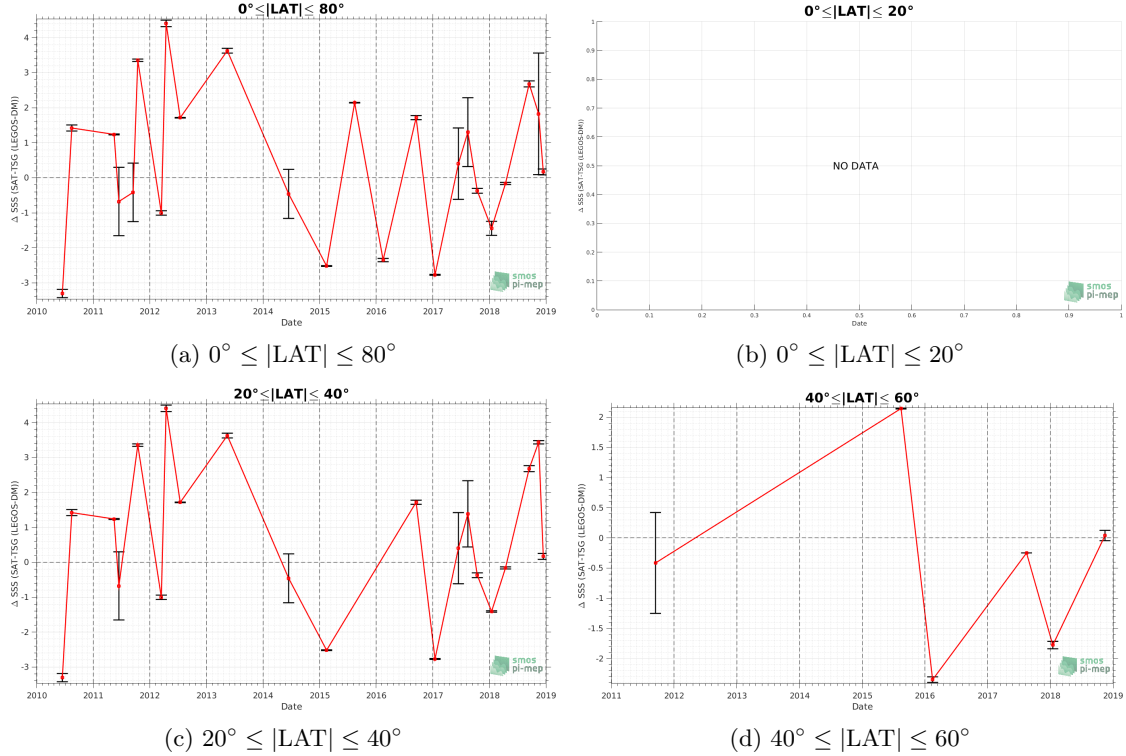 0°≤|LAT|≤ 80°
Δ SSS (SAT-TSG (LEGOS-DM))
4
3
2
1
0
-1
-2
-3
2010 2011 2012 2013 2014 2015 2016 2017 2018 2019
Date
smos
pi-mep
(a) 0° ≤ |LAT| ≤ 80°
0°≤|LAT|≤ 20°
Δ SSS (SAT-TSG (LEGOS-DM))
1
0.9
0.8
0.7
0.6
0.5
0.4
0.3
0.2
0.1
0
NO DATA
0 0.1 0.2 0.3 0.4 0.5 0.6 0.7 0.8 0.9 1
Date
smos
pi-mep
(b) 0° ≤ |LAT| ≤ 20°
20°≤|LAT|≤ 40°
Δ SSS (SAT-TSG (LEGOS-DM))
4
3
2
1
0
-1
-2
-3
2010 2011 2012 2013 2014 2015 2016 2017 2018 2019
Date
smos
pi-mep
(c) 20° ≤ |LAT| ≤ 40°
40°≤|LAT|≤ 60°
Δ SSS (SAT-TSG (LEGOS-DM))
2
1.5
1
0.5
0
-0.5
-1
-1.5
-2
2011 2012 2013 2014 2015 2016 2017 2018 2019
Date
smos
pi-mep
(d) 40° ≤ |LAT| ≤ 60°